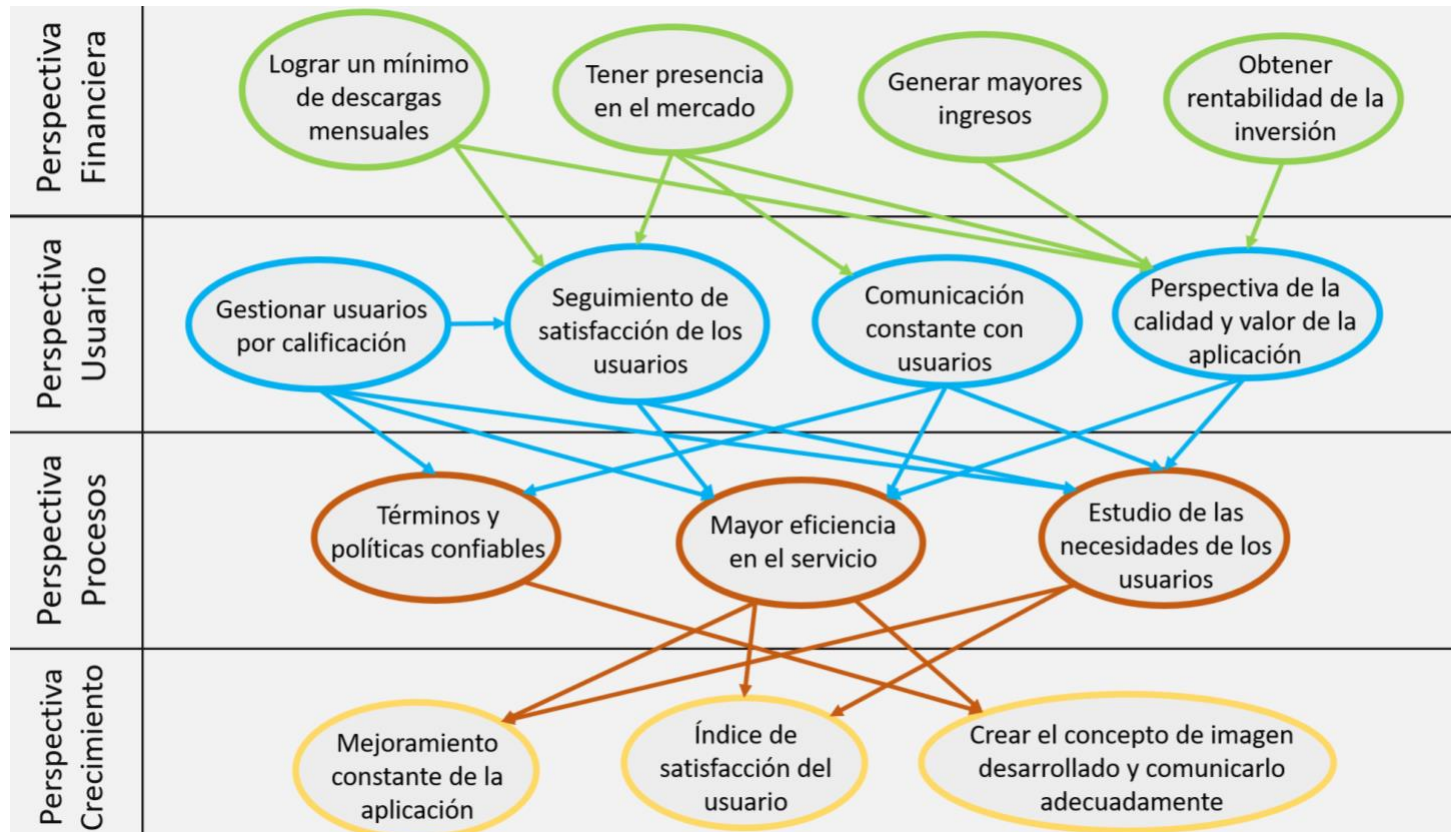 Perspectiva
Financiera
Lograr un mínimo
de descargas
mensuales
Tener presencia
en el mercado
Generar mayores
ingresos
Obtener
rentabilidad de la
inversión
Perspectiva
Usuario
Gestionar usuarios
por calificación
Seguimiento de
satisfacción de los
usuarios
Comunicación
constante con
usuarios
Perspectiva de la
calidad y valor de la
aplicación
Perspectiva
Procesos
Términos y
políticas confiables
Mayor eficiencia
en el servicio
Estudio de las
necesidades de los
usuarios
Perspectiva
Crecimiento
Mejoramiento
constante de la
aplicación
Índice de
satisfacción del
usuario
Crear el concepto de imagen
desarrollado y comunicarlo
adecuadamente